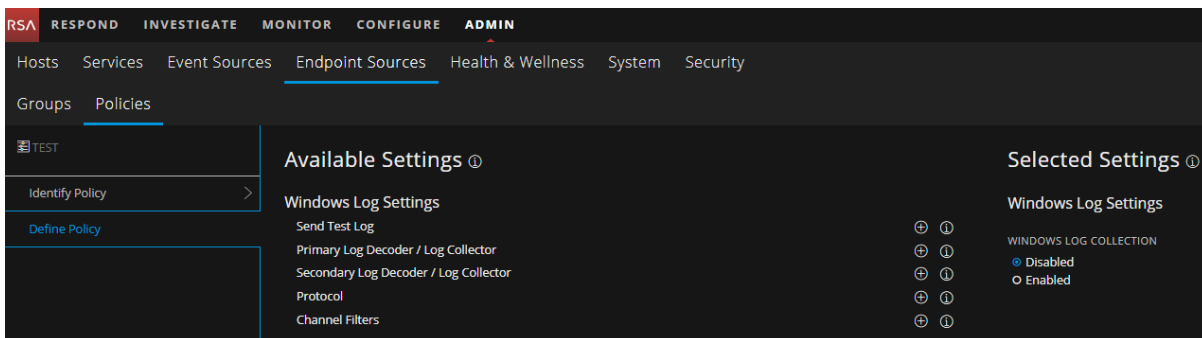 RSA RESPOND INVESTIGATE MONITOR CONFIGURE ADMIN
Hosts Services Event Sources Endpoint Sources Health & Wellness System Security
Groups Policies
TEST
Identify Policy
Define Policy
Available Settings
Windows Log Settings
Send Test Log
Primary Log Decoder / Log Collector
Secondary Log Decoder / Log Collector
Protocol
Channel Filters
Selected Settings
Windows Log Settings
WINDOWS LOG COLLECTION
Disabled
Enabled